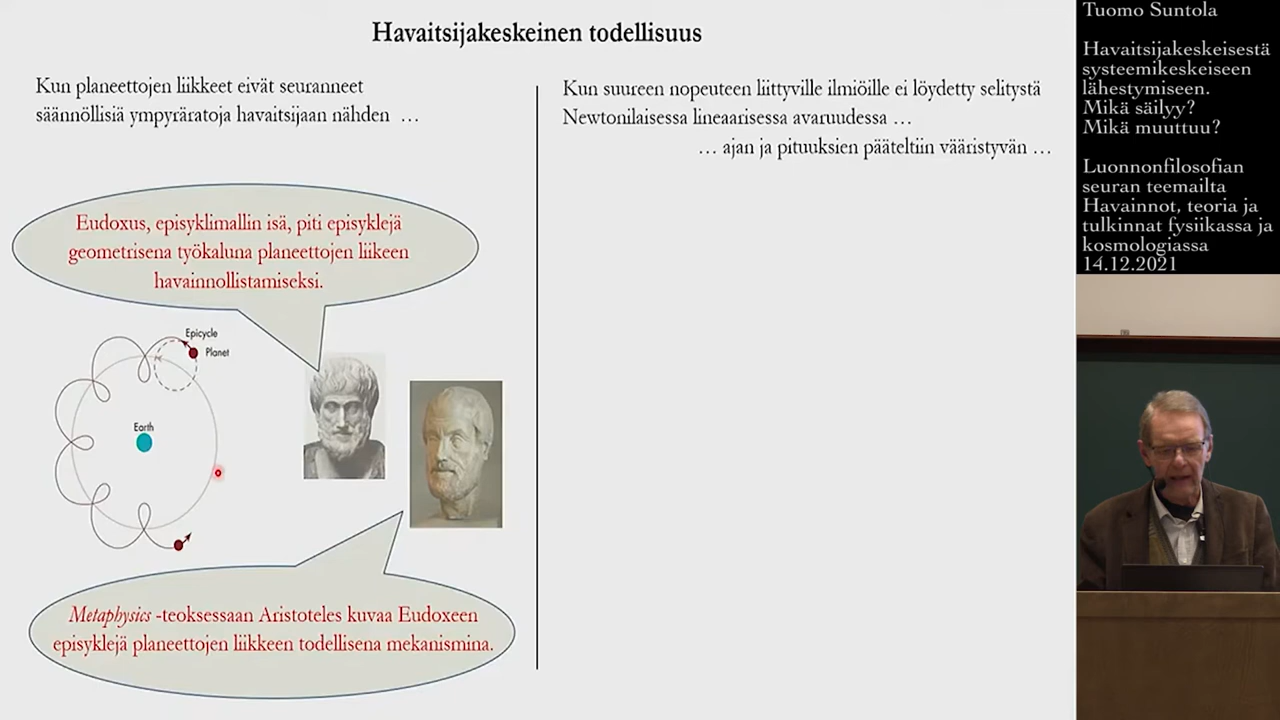 Havaitsijakeskeinen todellisuus
Kun planeettojen liikkeet eivät seuranneet
säännöllisiä ympyräratoja havaitsijaan nähden …
Eudoxus, episyklimallin isä, piti episyklejä
geometrisena työkaluna planeettojen liikeen
havainnollistamiseksi.
Epicycle
Planet
Earth
Metaphysics -teoksessaan Aristoteles kuvaa Eudoxeen
episyklejä planeettojen liikkeen todellisena mekanismina.
Kun suureen nopeuteen liittyville ilmiöille ei löydetty selitystä
Newtonilaisessa lineaarisessa avaruudessa …
… ajan ja pituuksien pääteltiin vääristyvän …
Tuomo Suntola
Havaitsijakeskeisestä
systeemikeskeiseen
lähestymiseen.
Mikä säilyy?
Mikä muuttuu?
Luonnonfilosofian
seuran teemailta
Havainnot, teoria ja
tulkinnat fysiikassa ja
kosmologiassa
14.12.2021